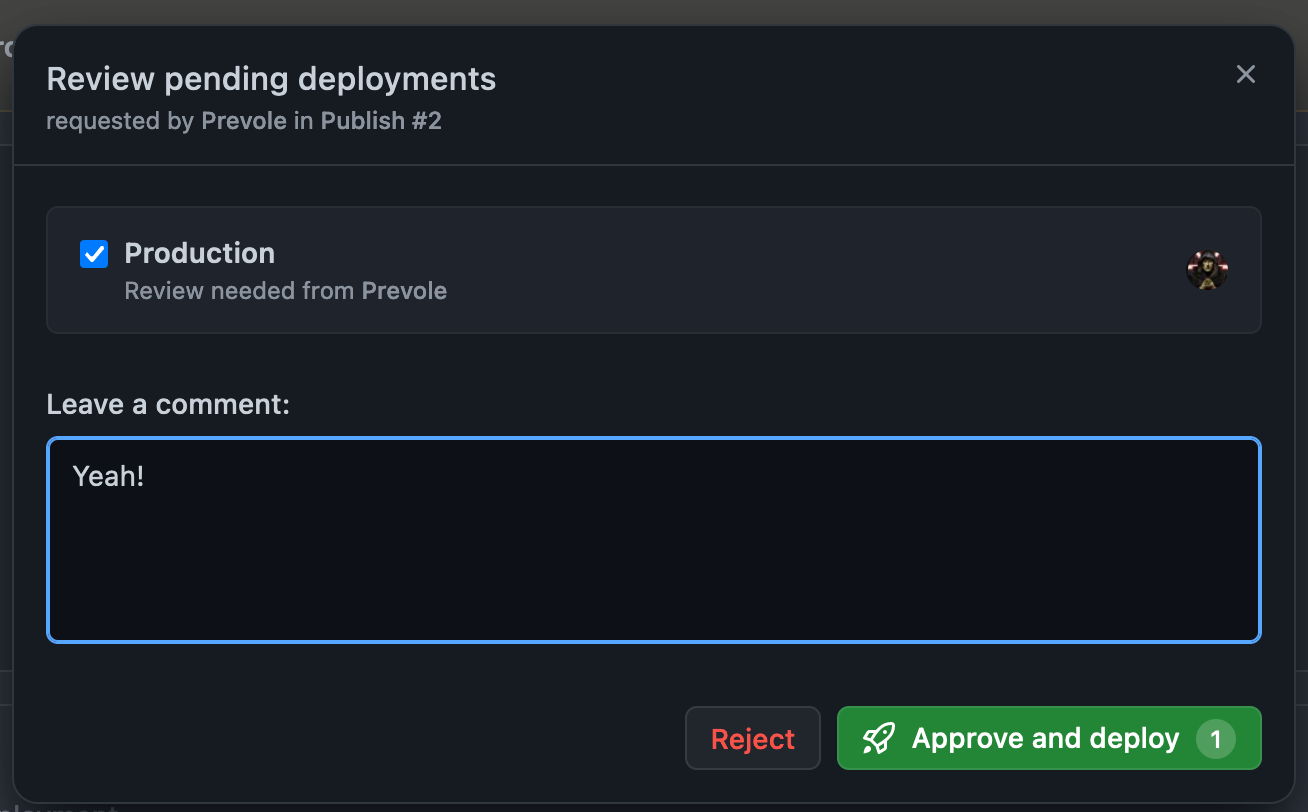 Review pending deployments
requested by Prevole in Publish #2
Production
Review needed from Prevole
Leave a comment:
Yeah!
Reject
Approve and deploy 1